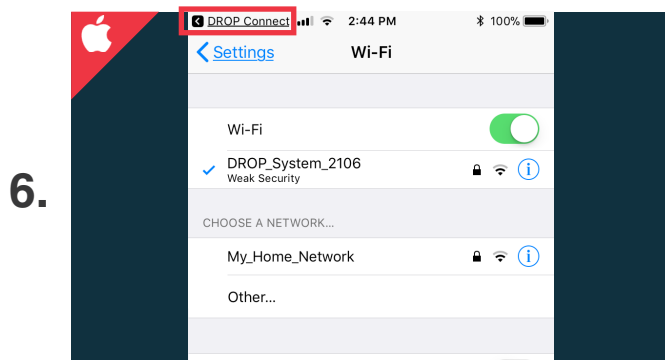 DROP Connect 2:44 PM 100%
Settings Wi-Fi
Wi-Fi
DROP_System_2106
Weak Security
6.
CHOOSE A NETWORK...
My_Home_Network
Other...